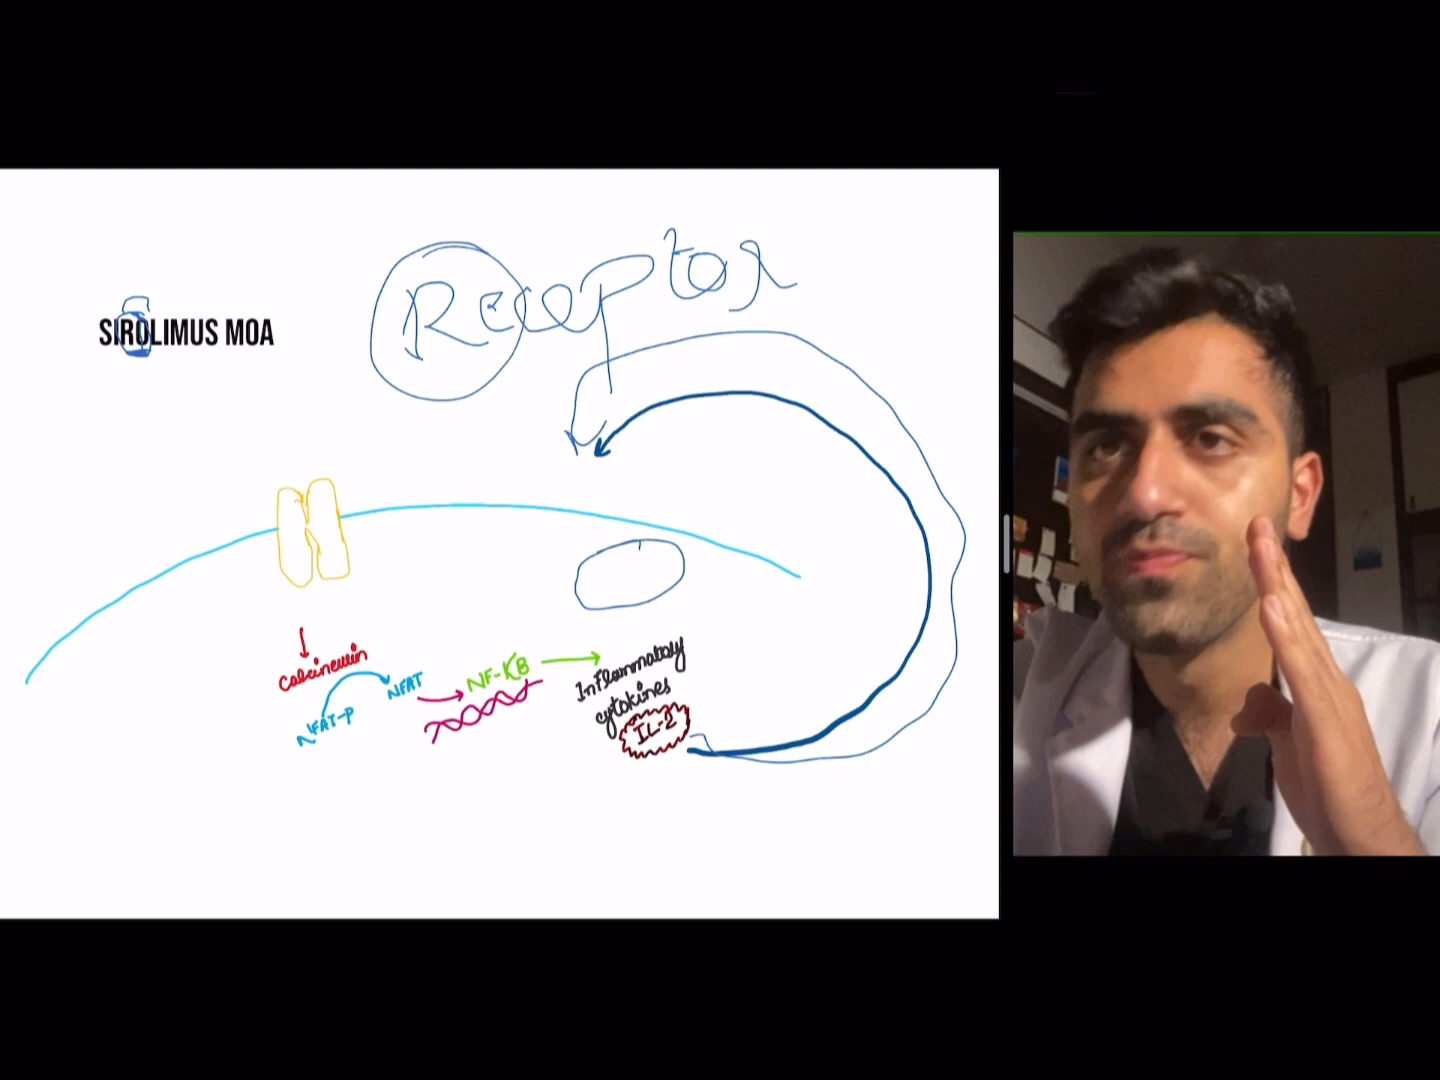 Receptor
SIROLIMUS MOA
Calcineurin
NFAT-P
NFAT
NF-KB
Inflammatory
cytokines
IL-2